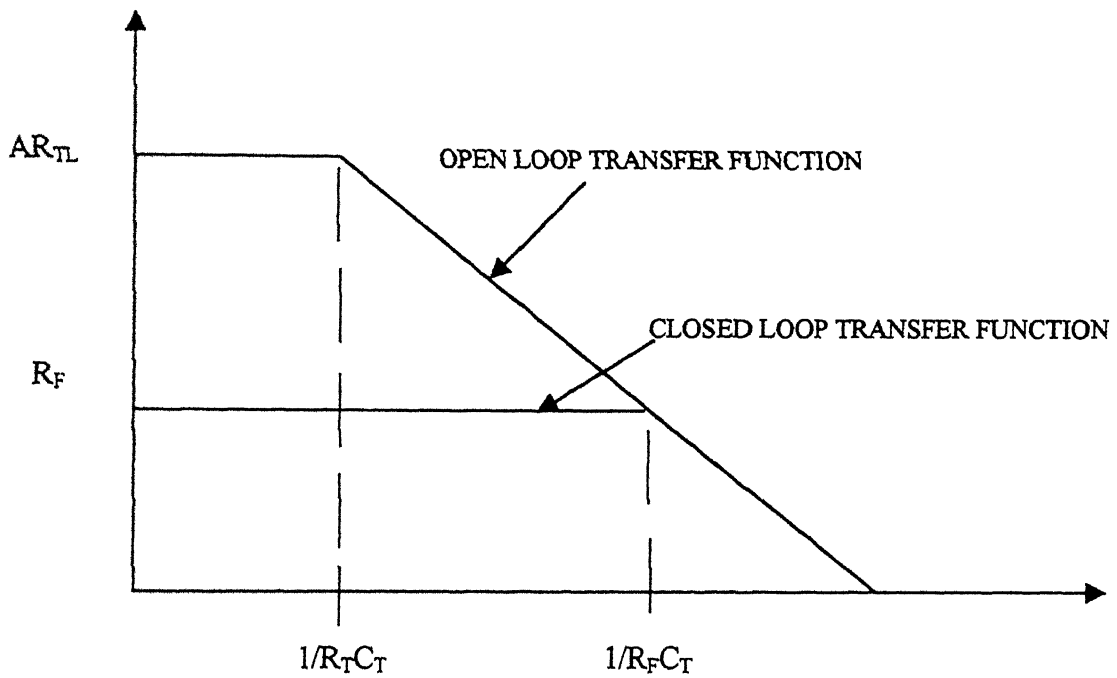 AR_TL
OPEN LOOP TRANSFER FUNCTION
CLOSED LOOP TRANSFER FUNCTION
R_F
1/R_TC_T
1/R_FC_T